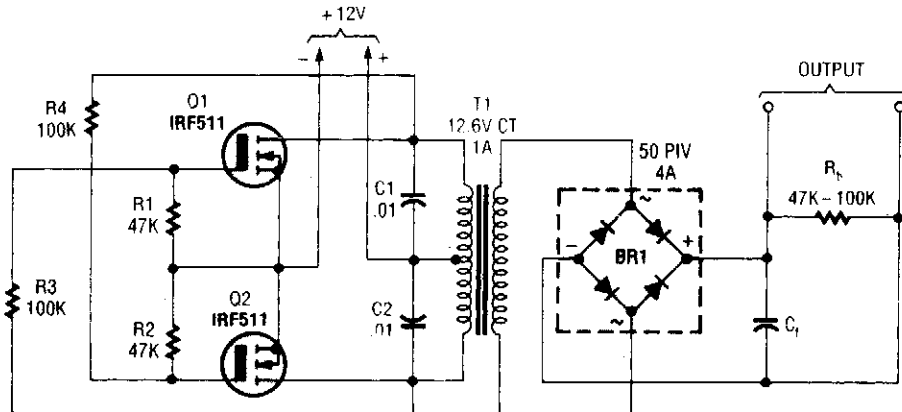 +12V
− +
OUTPUT
R4
100K
Q1
IRF511
T1
12.6V CT
1A
50 PIV
4A
Rb
47K–100K
R1
47K
C1
.01
~
− BR1 +
R3
100K
Q2
IRF511
R2
47K
C2
.01
~
Cf